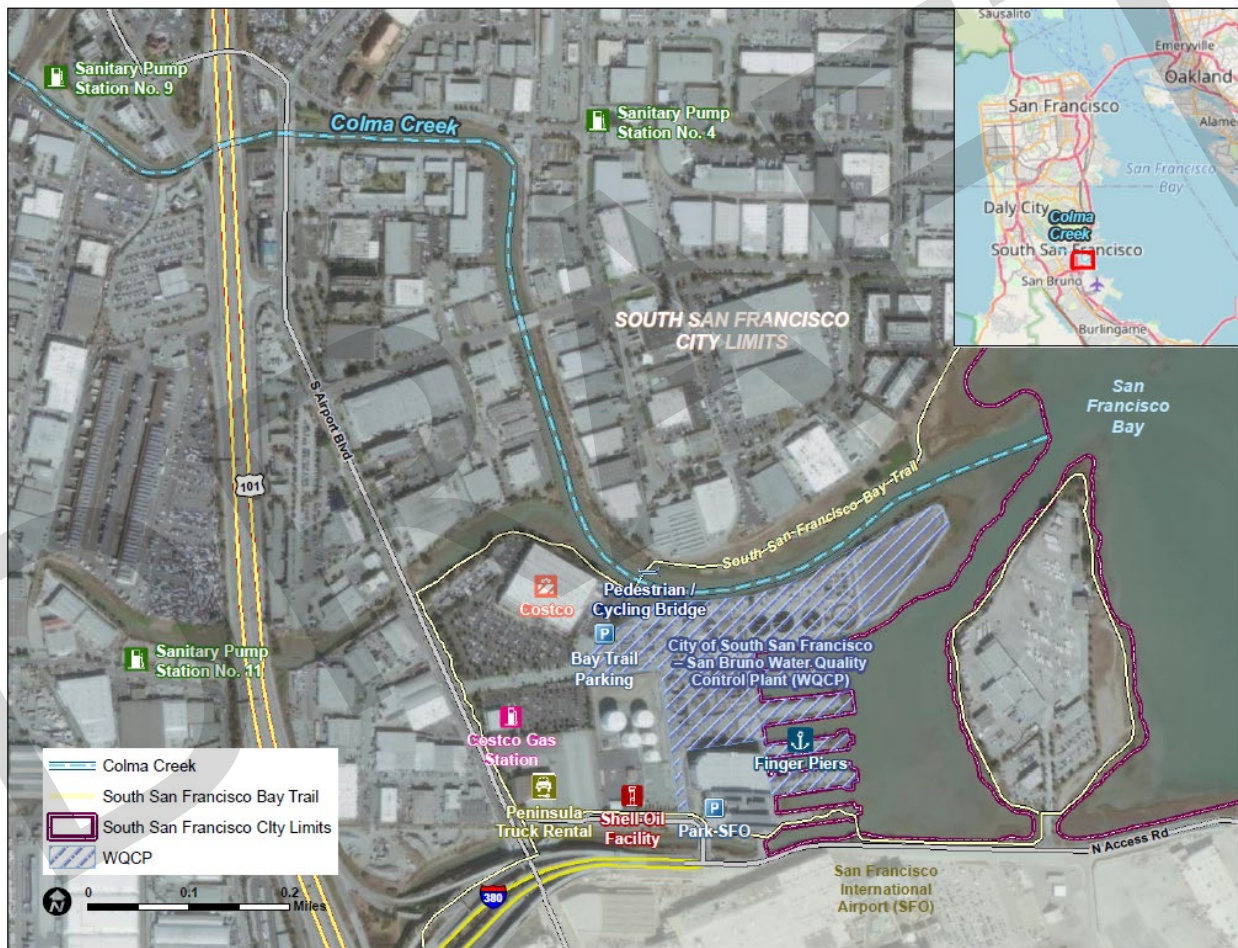 Sanitary Pump
Station No. 9
Colma Creek
Sanitary Pump
Station No. 4
Sausalito
Emeryville
Oakland
San Francisco
Alame
San Francisco
Bay
Daly City
Colma
Creek
South San Francisco
San Bruno
Burlingame
SOUTH SAN FRANCISCO
CITY LIMITS
San
Francisco
Bay
S Airport Blvd
101
South San Francisco Bay Trail
Costco
Pedestrian /
Cycling Bridge
P
Bay Trail
Parking
City of South San Francisco
– San Bruno Water Quality
Control Plant (WQCP)
Sanitary Pump
Station No. 11
Costco Gas
Station
Finger Piers
Peninsula
Truck Rental
Shell Oil
Facility
P
Park-SFO
N Access Rd
380
San Francisco
International
Airport (SFO)
Colma Creek
South San Francisco Bay Trail
South San Francisco CIty Limits
WQCP
N
0 0.1 0.2
Miles